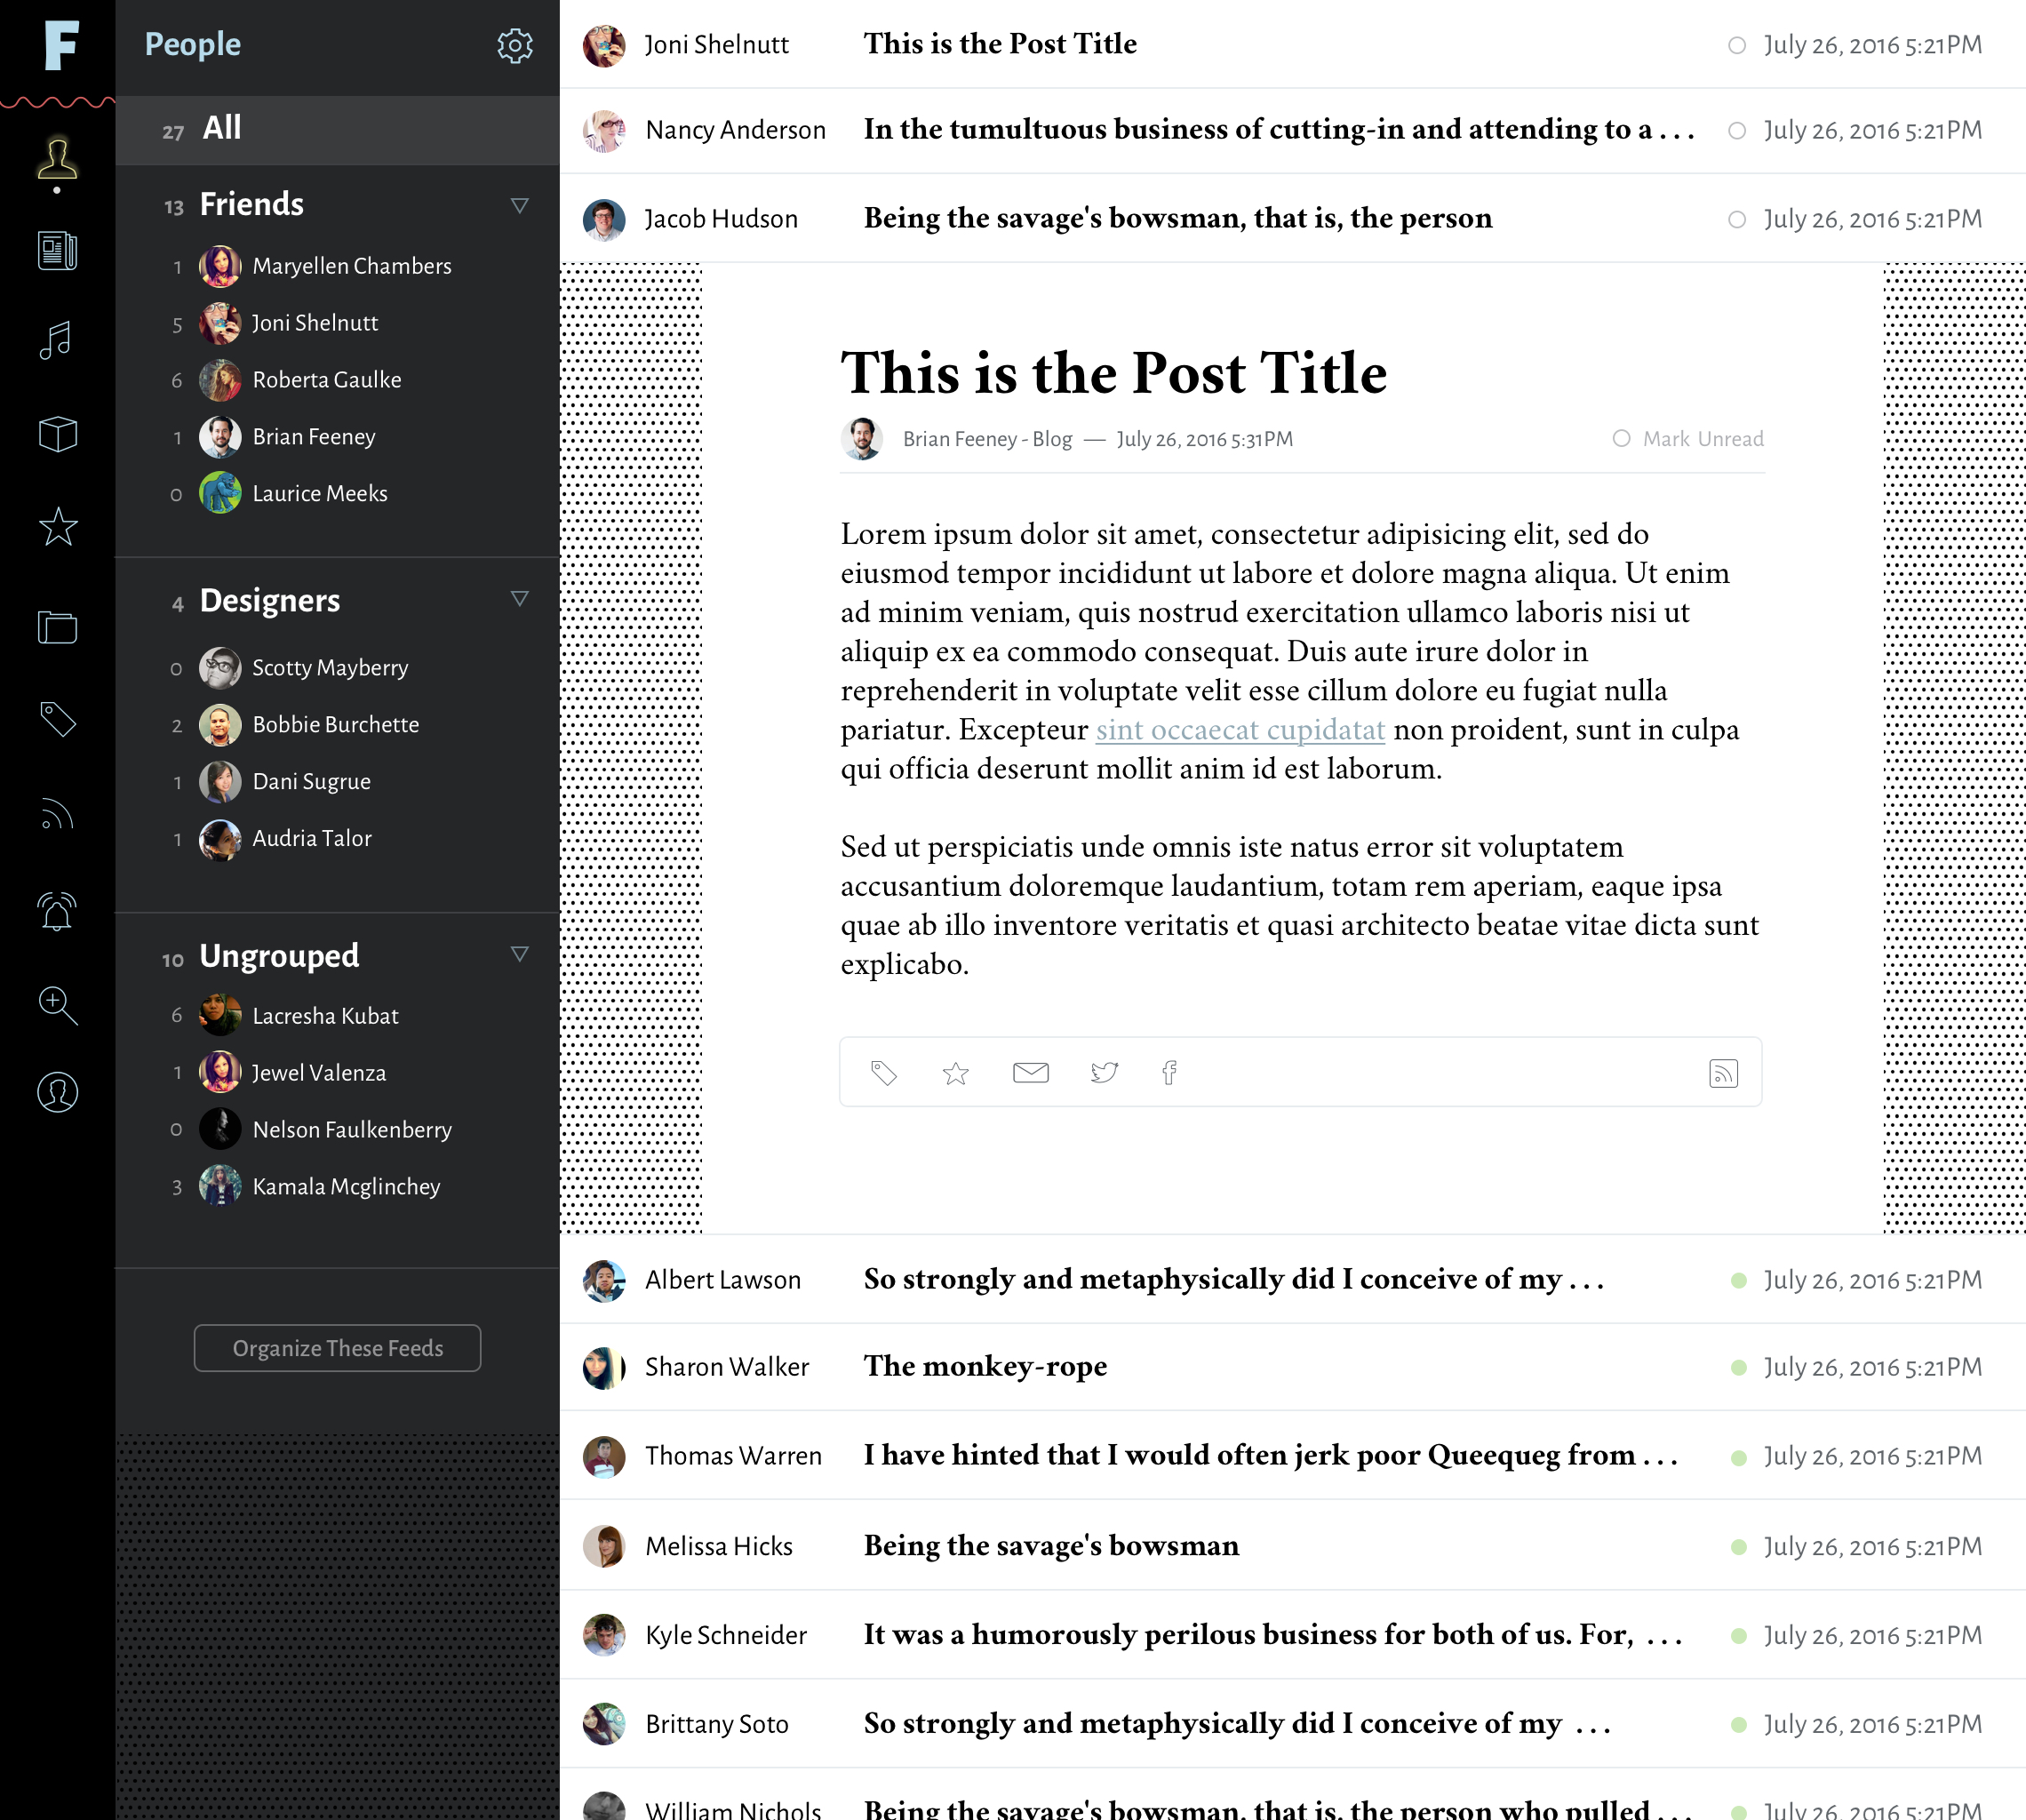 F
People
27 All
13 Friends
1 Maryellen Chambers
5 Joni Shelnutt
6 Roberta Gaulke
1 Brian Feeney
0 Laurice Meeks
4 Designers
0 Scotty Mayberry
2 Bobbie Burchette
1 Dani Sugrue
1 Audria Talor
10 Ungrouped
6 Lacresha Kubat
1 Jewel Valenza
0 Nelson Faulkenberry
3 Kamala Mcglinchey
Organize These Feeds
Joni Shelnutt This is the Post Title July 26, 2016 5:21PM
Nancy Anderson In the tumultuous business of cutting-in and attending to a . . . July 26, 2016 5:21PM
Jacob Hudson Being the savage's bowsman, that is, the person July 26, 2016 5:21PM
This is the Post Title
Brian Feeney - Blog — July 26, 2016 5:31PM Mark Unread
Lorem ipsum dolor sit amet, consectetur adipisicing elit, sed do
eiusmod tempor incididunt ut labore et dolore magna aliqua. Ut enim
ad minim veniam, quis nostrud exercitation ullamco laboris nisi ut
aliquip ex ea commodo consequat. Duis aute irure dolor in
reprehenderit in voluptate velit esse cillum dolore eu fugiat nulla
pariatur. Excepteur sint occaecat cupidatat non proident, sunt in culpa
qui officia deserunt mollit anim id est laborum.
Sed ut perspiciatis unde omnis iste natus error sit voluptatem
accusantium doloremque laudantium, totam rem aperiam, eaque ipsa
quae ab illo inventore veritatis et quasi architecto beatae vitae dicta sunt
explicabo.
Albert Lawson So strongly and metaphysically did I conceive of my . . . July 26, 2016 5:21PM
Sharon Walker The monkey-rope July 26, 2016 5:21PM
Thomas Warren I have hinted that I would often jerk poor Queequeg from . . . July 26, 2016 5:21PM
Melissa Hicks Being the savage's bowsman July 26, 2016 5:21PM
Kyle Schneider It was a humorously perilous business for both of us. For, . . . July 26, 2016 5:21PM
Brittany Soto So strongly and metaphysically did I conceive of my . . . July 26, 2016 5:21PM
William Nichols Being the savage's bowsman, that is, the person who pulled . . . July 26, 2016 5:21PM